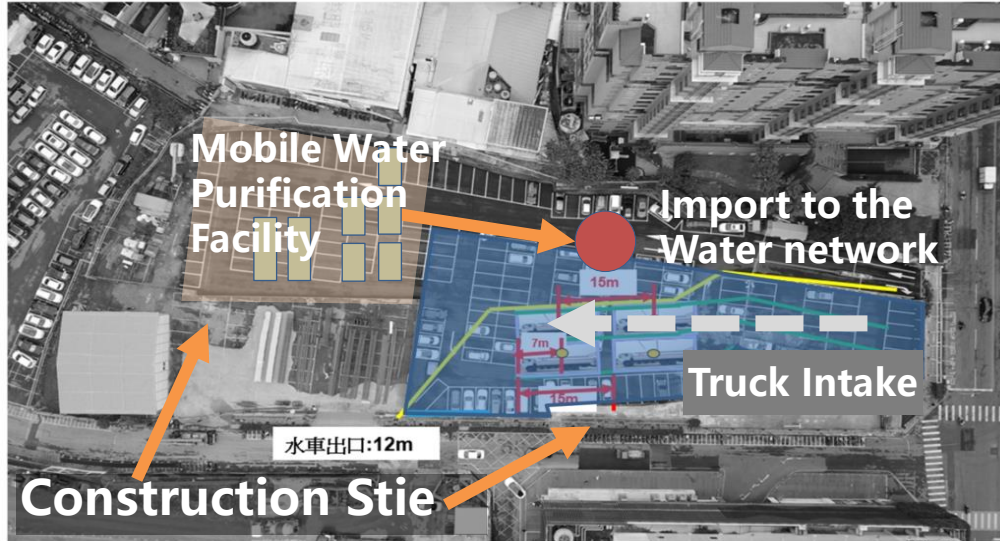 Mobile Water
Purification
Facility
Import to the
Water network
15m
7m
Truck Intake
15m
水車出口:12m
Construction Stie